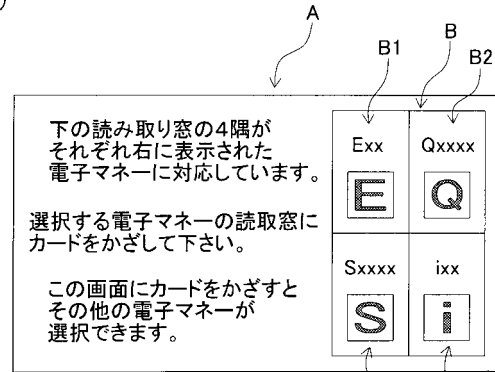 A
B
B1
B2
下の読み取り窓の4隅が
それぞれ右に表示された
電子マネーに対応しています。
選択する電子マネーの読取窓に
カードをかざして下さい。
この画面にカードをかざすと
その他の電子マネーが
選択できます。
Exx
Qxxxx
E
Q
Sxxxx
ixx
S
i